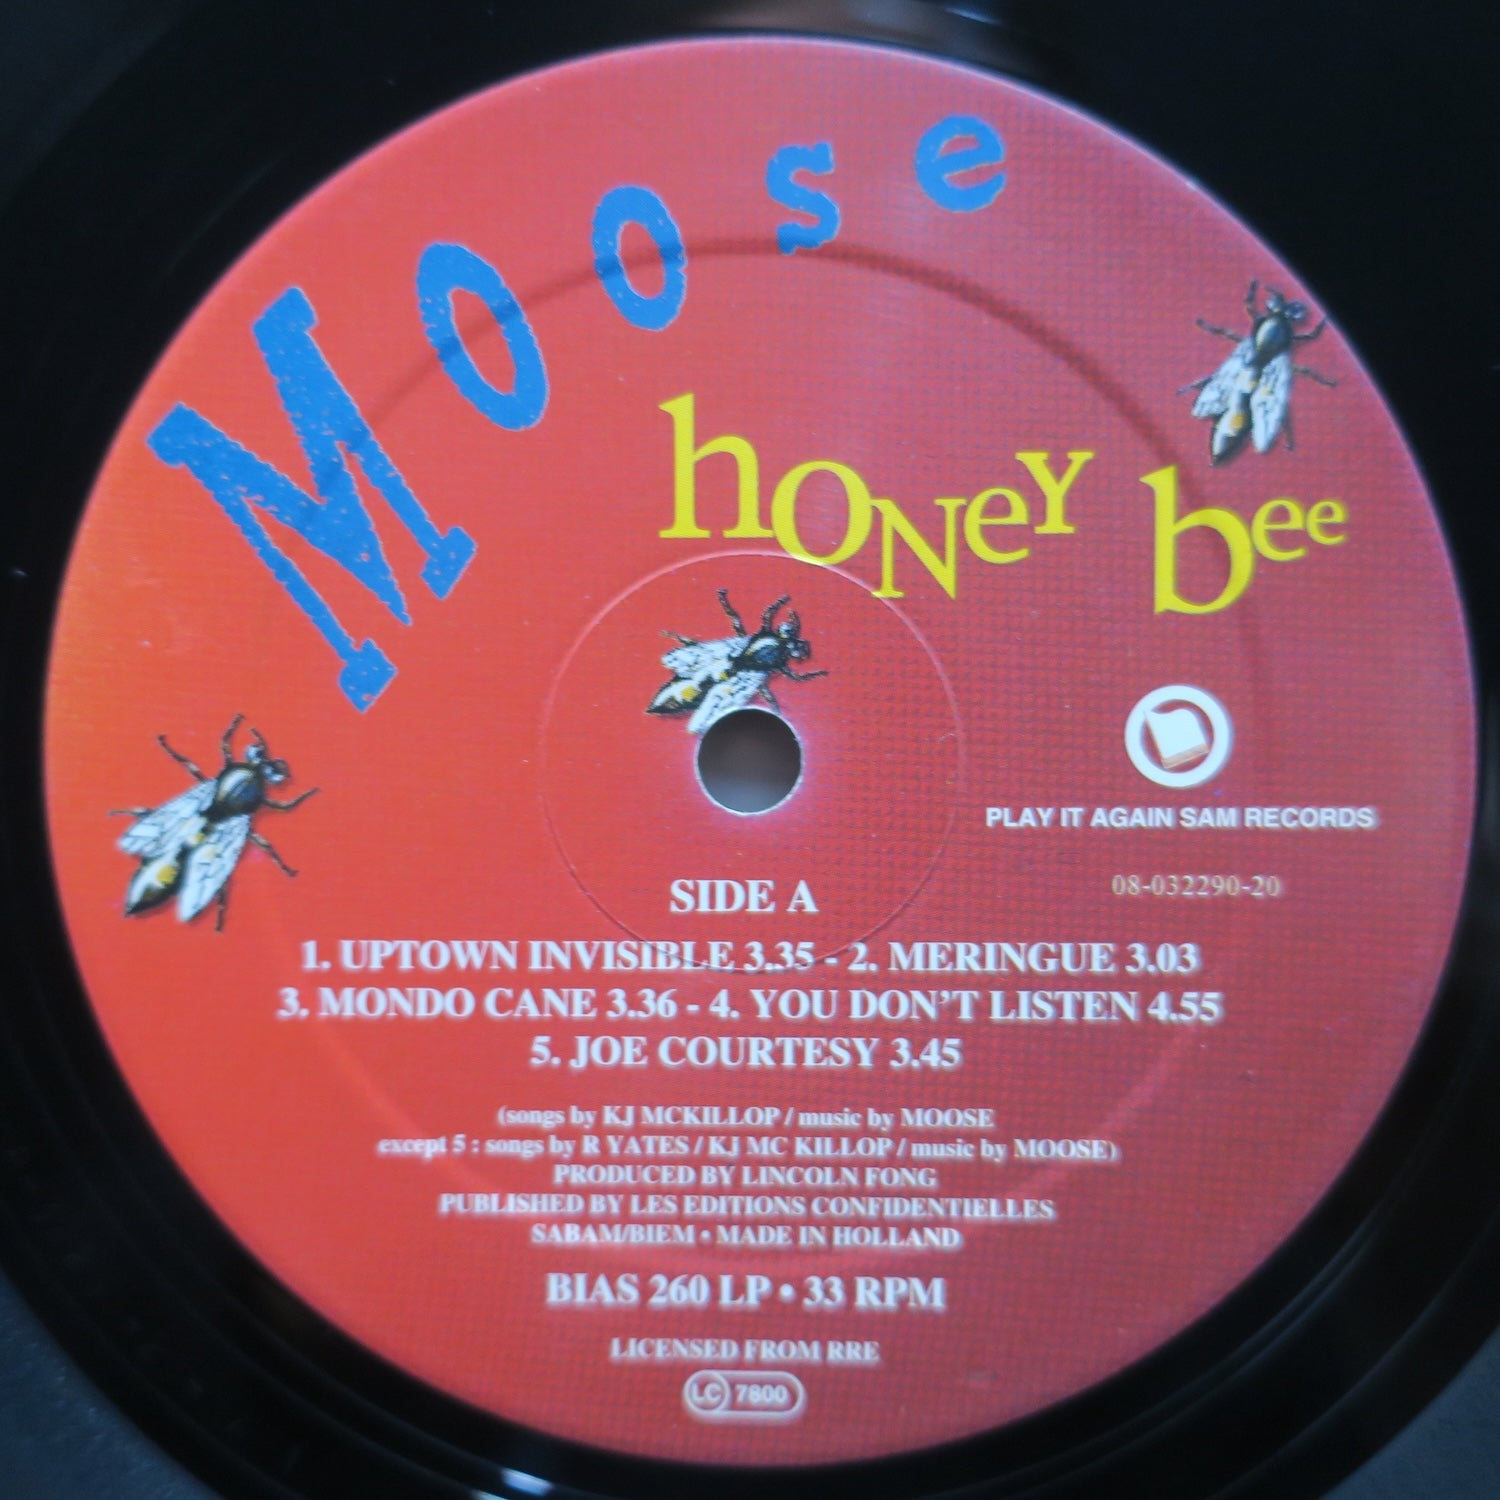 Moose
hoNeY bee
PLAY IT AGAIN SAM RECORDS
08-032290-20
SIDE A
1. UPTOWN INVISIBLE 3.35 - 2. MERINGUE 3.03
3. MONDO CANE 3.36 - 4. YOU DON'T LISTEN 4.55
5. JOE COURTESY 3.45
(songs by KJ MCKILLOP / music by MOOSE
except 5 : songs by R YATES / KJ MC KILLOP / music by MOOSE)
PRODUCED BY LINCOLN FONG
PUBLISHED BY LES EDITIONS CONFIDENTIELLES
SABAM/BIEM • MADE IN HOLLAND
BIAS 260 LP • 33 RPM
LICENSED FROM RRE
LC 7800